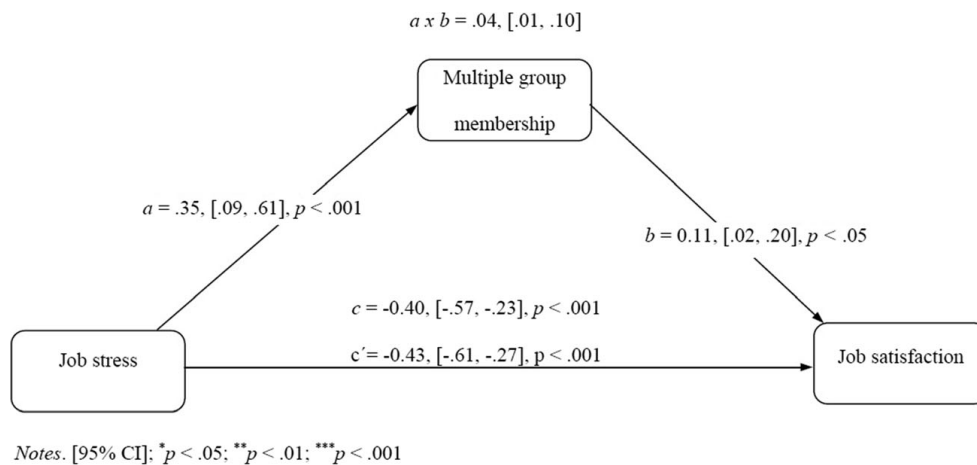 a x b = .04, [.01, .10]
Multiple group
membership
a = .35, [.09, .61], p < .001
b = 0.11, [.02, .20], p < .05
c = -0.40, [-.57, -.23], p < .001
Job stress
c´= -0.43, [-.61, -.27], p < .001
Job satisfaction
Notes. [95% CI]; *p < .05; **p < .01; ***p < .001